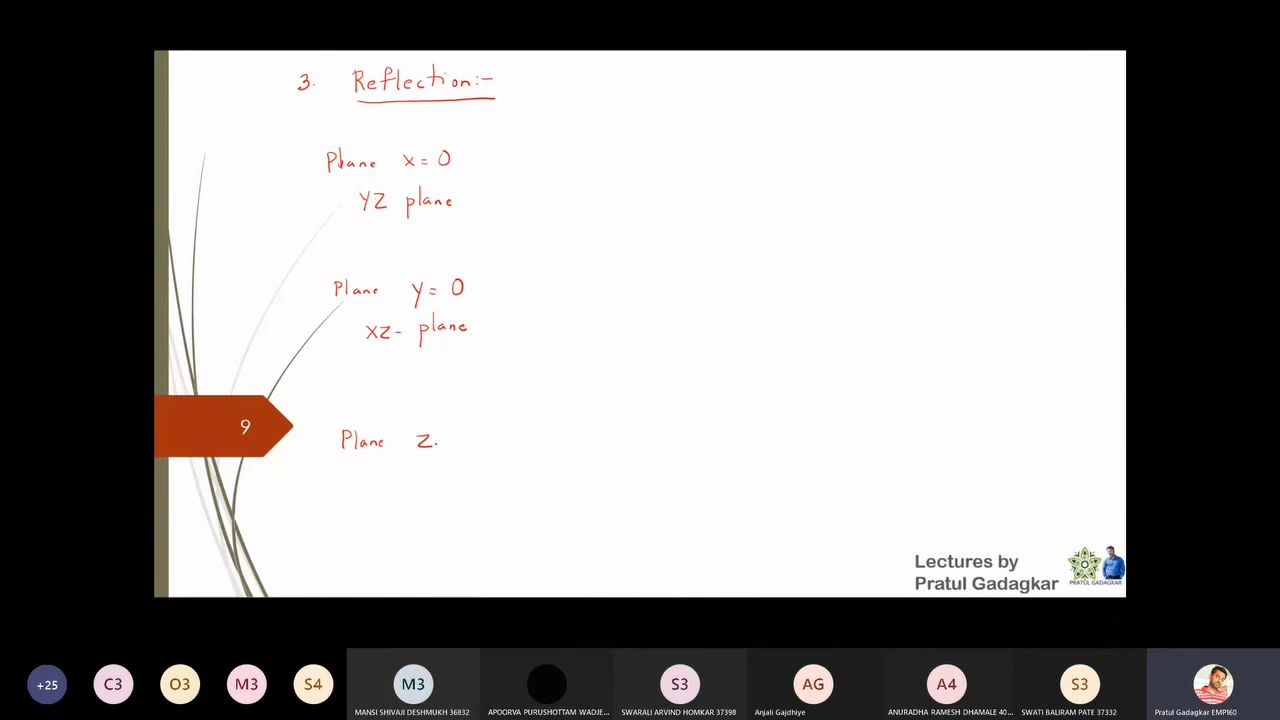 3. Reflection:-
Plane x = 0
YZ plane
Plane y = 0
XZ- plane
9
Plane Z.
Lectures by
Pratul Gadagkar
PRATUL GADAGKAR
+25
C3
O3
M3
S4
M3
S3
AG
A4
S3
MANSI SHIVAJI DESHMUKH 36832
APOORVA PURUSHOTTAM WADJE...
SWARALI ARVIND HOMKAR 37398
Anjali Gajdhiye
ANURADHA RAMESH DHAMALE 40...
SWATI BALIRAM PATE 37332
Pratul Gadagkar EMP160